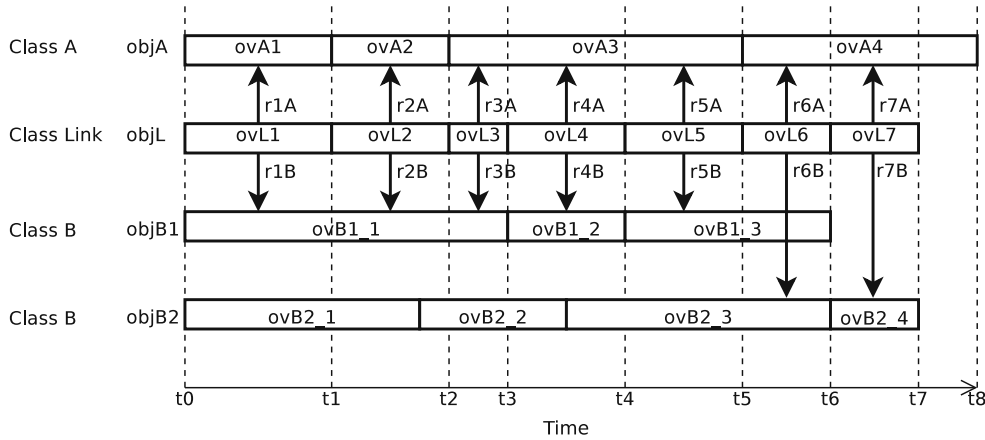 Class A objA ovA1 ovA2 ovA3 ovA4
r1A r2A r3A r4A r5A r6A r7A
Class Link objL ovL1 ovL2 ovL3 ovL4 ovL5 ovL6 ovL7
r1B r2B r3B r4B r5B r6B r7B
Class B objB1 ovB1_1 ovB1_2 ovB1_3
Class B objB2 ovB2_1 ovB2_2 ovB2_3 ovB2_4
t0 t1 t2 t3 t4 t5 t6 t7 t8
Time